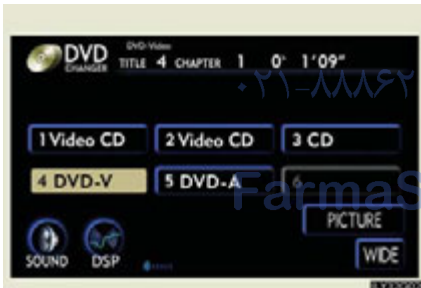 DVD-Video
DVD CHANGER TITLE 4 CHAPTER 1 0° 1'09"
۰۲۱-۸۸۸۶۲
1 Video CD 2 Video CD 3 CD
4 DVD-V 5 DVD-A 6
FarmaS
PICTURE
SOUND DSP WIDE